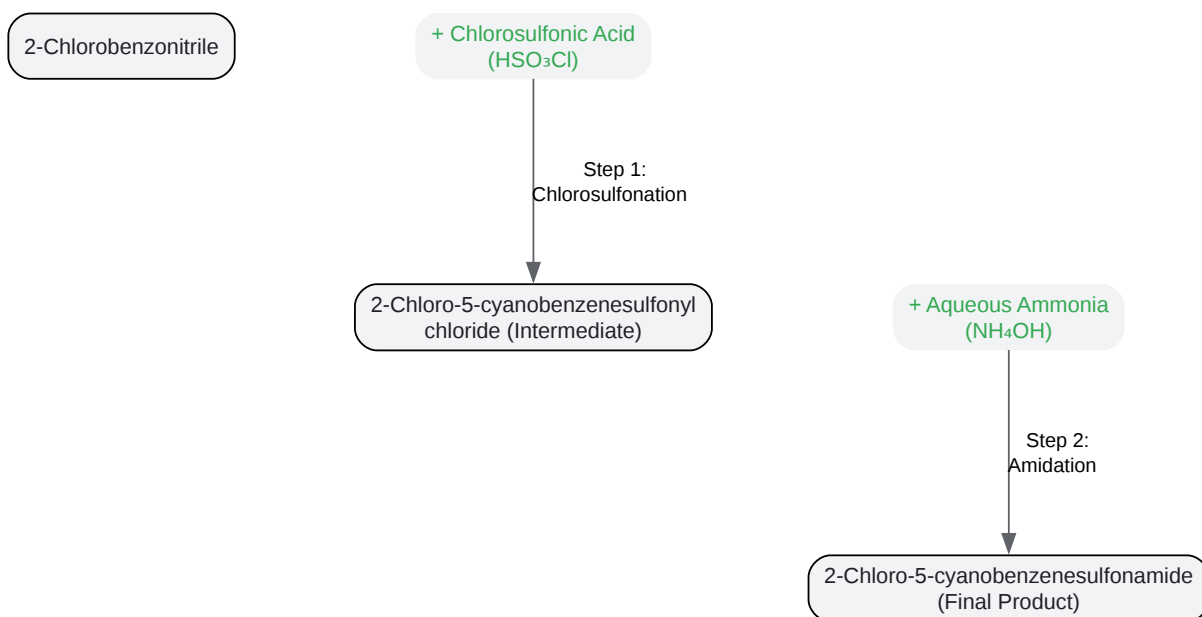 2-Chlorobenzonitrile
+ Chlorosulfonic Acid
(HSO₃Cl)
Step 1:
Chlorosulfonation
2-Chloro-5-cyanobenzenesulfonyl
chloride (Intermediate)
+ Aqueous Ammonia
(NH₄OH)
Step 2:
Amidation
2-Chloro-5-cyanobenzenesulfonamide
(Final Product)